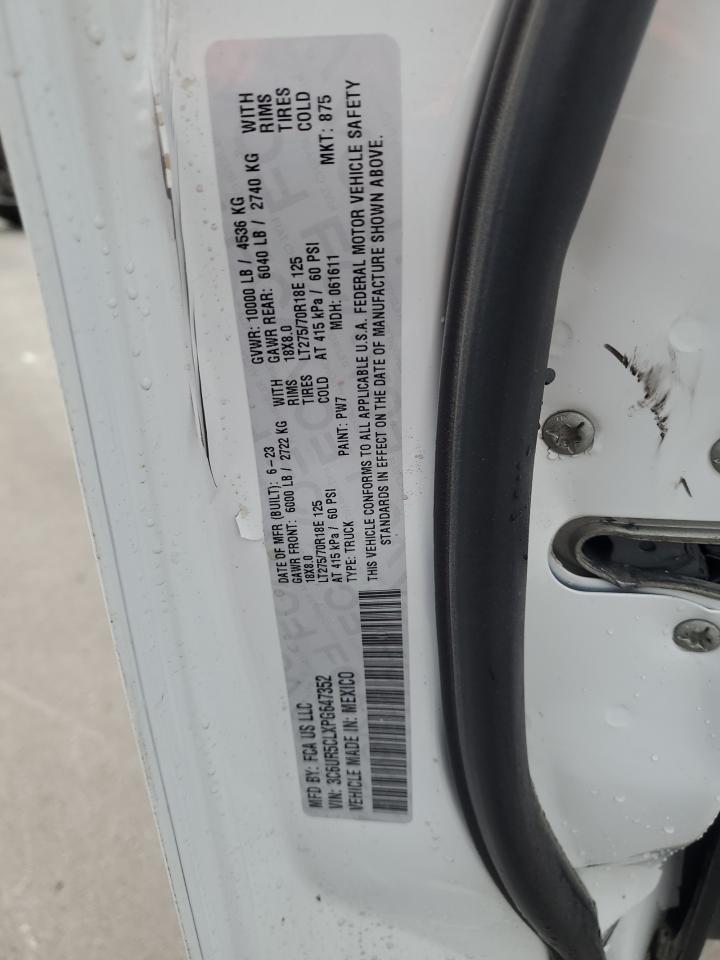 MFD BY: FCA US LLC
DATE OF MFR (BUILT): 6-23
GVWR: 10000 LB / 4536 KG
GAWR FRONT: 6000 LB / 2722 KG WITH
GAWR REAR: 6040 LB / 2740 KG WITH
18X8.0 RIMS
18X8.0 RIMS
LT275/70R18E 125 TIRES
LT275/70R18E 125 TIRES
AT 415 kPa / 60 PSI COLD
AT 415 kPa / 60 PSI COLD
VIN: 3C6UR5CLXPG647352
TYPE: TRUCK
PAINT: PW7
MDH: 061611
MKT: 875
VEHICLE MADE IN: MEXICO
THIS VEHICLE CONFORMS TO ALL APPLICABLE U.S.A. FEDERAL MOTOR VEHICLE SAFETY
STANDARDS IN EFFECT ON THE DATE OF MANUFACTURE SHOWN ABOVE.